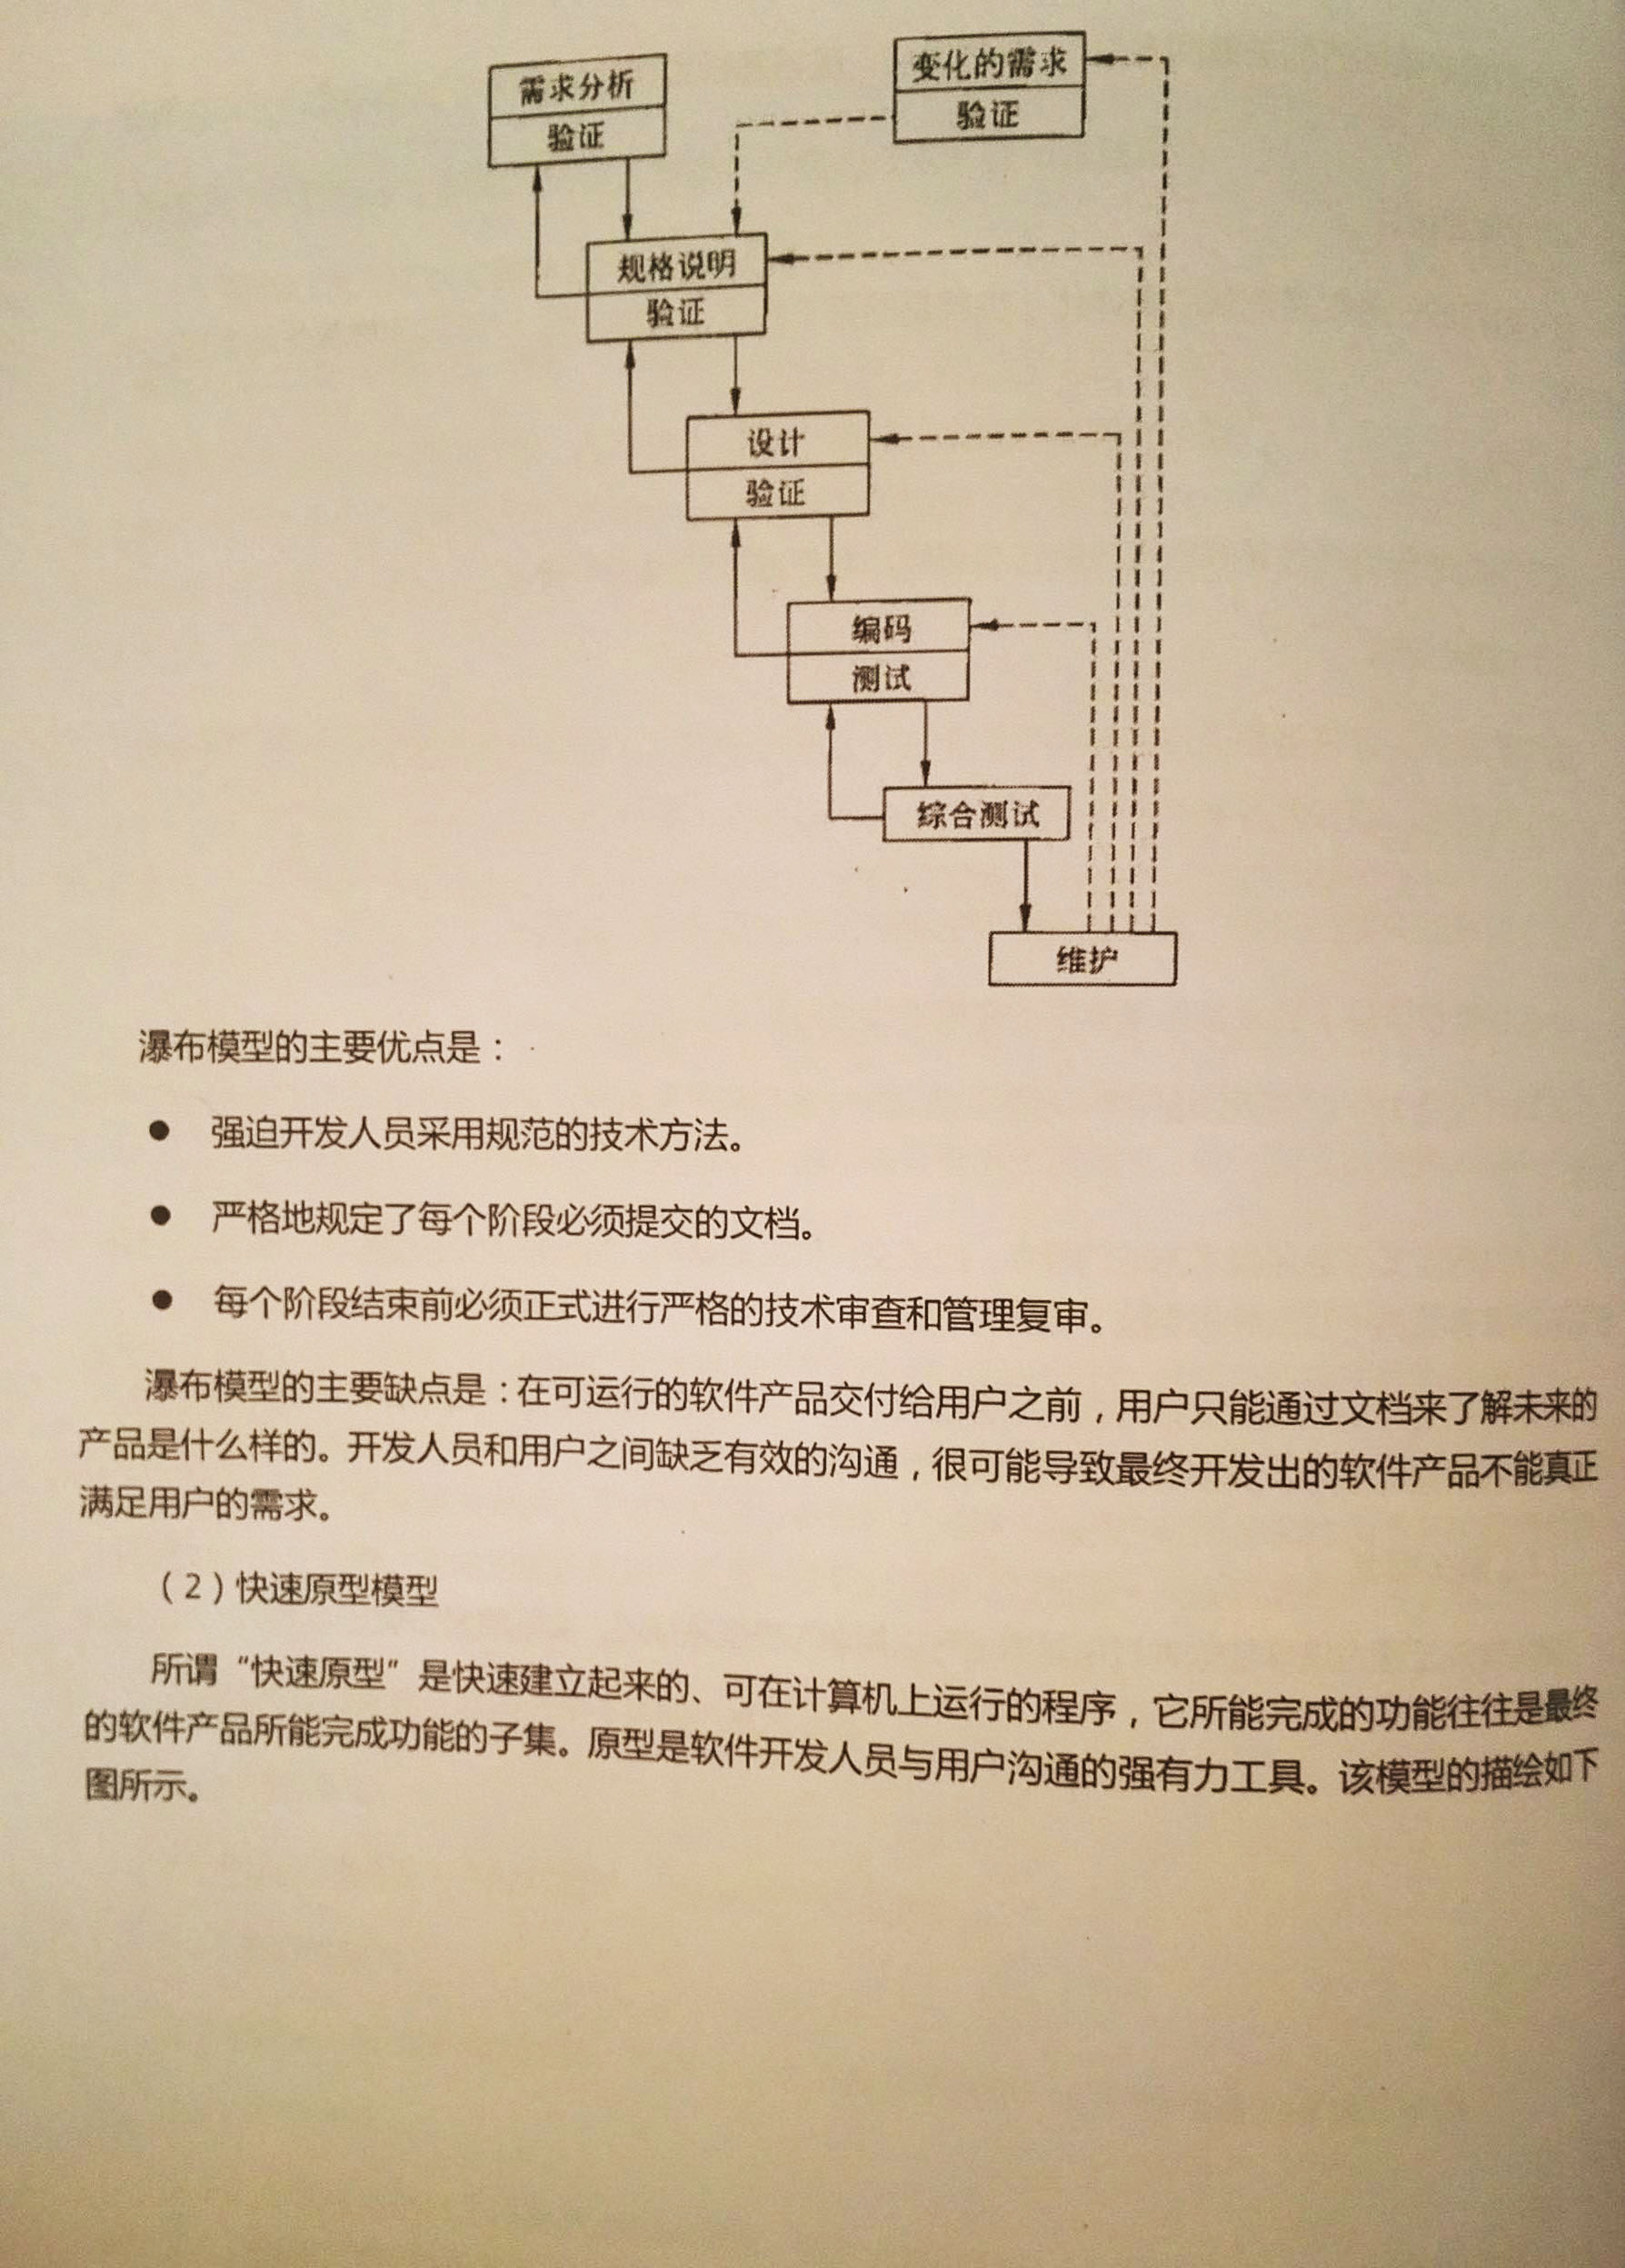 需求分析
验证
变化的需求
验证
规格说明
验证
设计
验证
编码
测试
综合测试
维护
瀑布模型的主要优点是：
● 强迫开发人员采用规范的技术方法。
● 严格地规定了每个阶段必须提交的文档。
● 每个阶段结束前必须正式进行严格的技术审查和管理复审。
瀑布模型的主要缺点是：在可运行的软件产品交付给用户之前，用户只能通过文档来了解未来的
产品是什么样的。开发人员和用户之间缺乏有效的沟通，很可能导致最终开发出的软件产品不能真正
满足用户的需求。
（2）快速原型模型
所谓“快速原型”是快速建立起来的、可在计算机上运行的程序，它所能完成的功能往往是最终
的软件产品所能完成功能的子集。原型是软件开发人员与用户沟通的强有力工具。该模型的描绘如下
图所示。